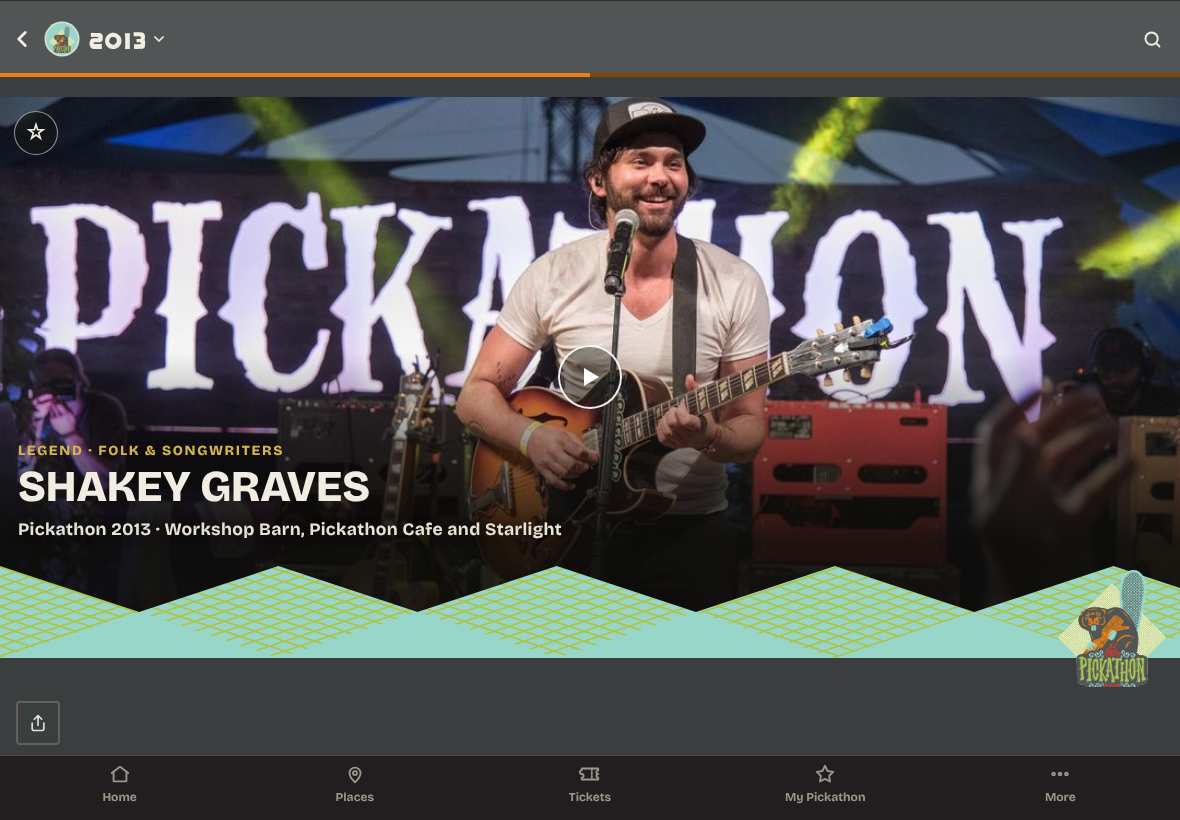 2013
PICKATHON
LEGEND · FOLK & SONGWRITERS
SHAKEY GRAVES
Pickathon 2013 · Workshop Barn, Pickathon Cafe and Starlight
PICKATHON
Home
Places
Tickets
My Pickathon
More